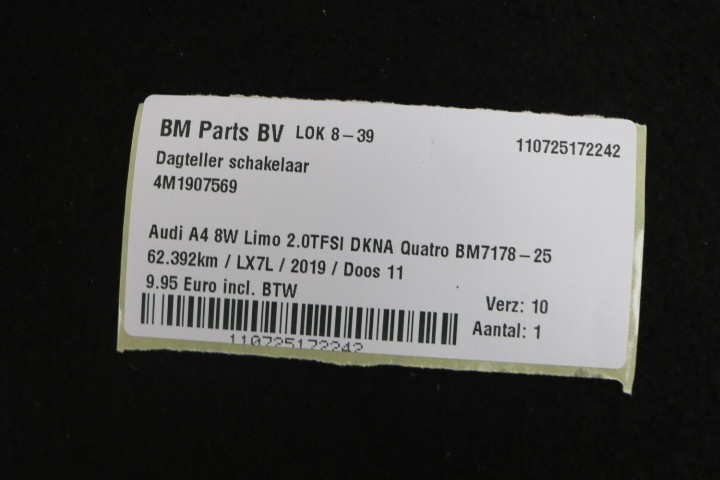 BM Parts BV LOK 8-39 110725172242
Dagteller schakelaar
4M1907569
Audi A4 8W Limo 2.0TFSI DKNA Quatro BM7178-25
62.392km / LX7L / 2019 / Doos 11
9.95 Euro incl. BTW
Verz: 10
Aantal: 1
110725172242